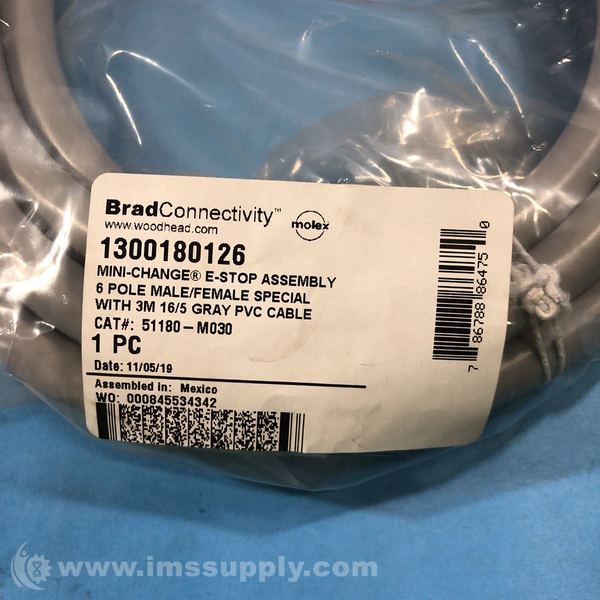 BradConnectivity™
www.woodhead.com
molex
1300180126
MINI-CHANGE® E-STOP ASSEMBLY
6 POLE MALE/FEMALE SPECIAL
WITH 3M 16/5 GRAY PVC CABLE
CAT#: 51180-M030
1 PC
Date: 11/05/19
Assembled in: Mexico
WO: 000845534342
7 86788 86475 0
www.imssupply.com